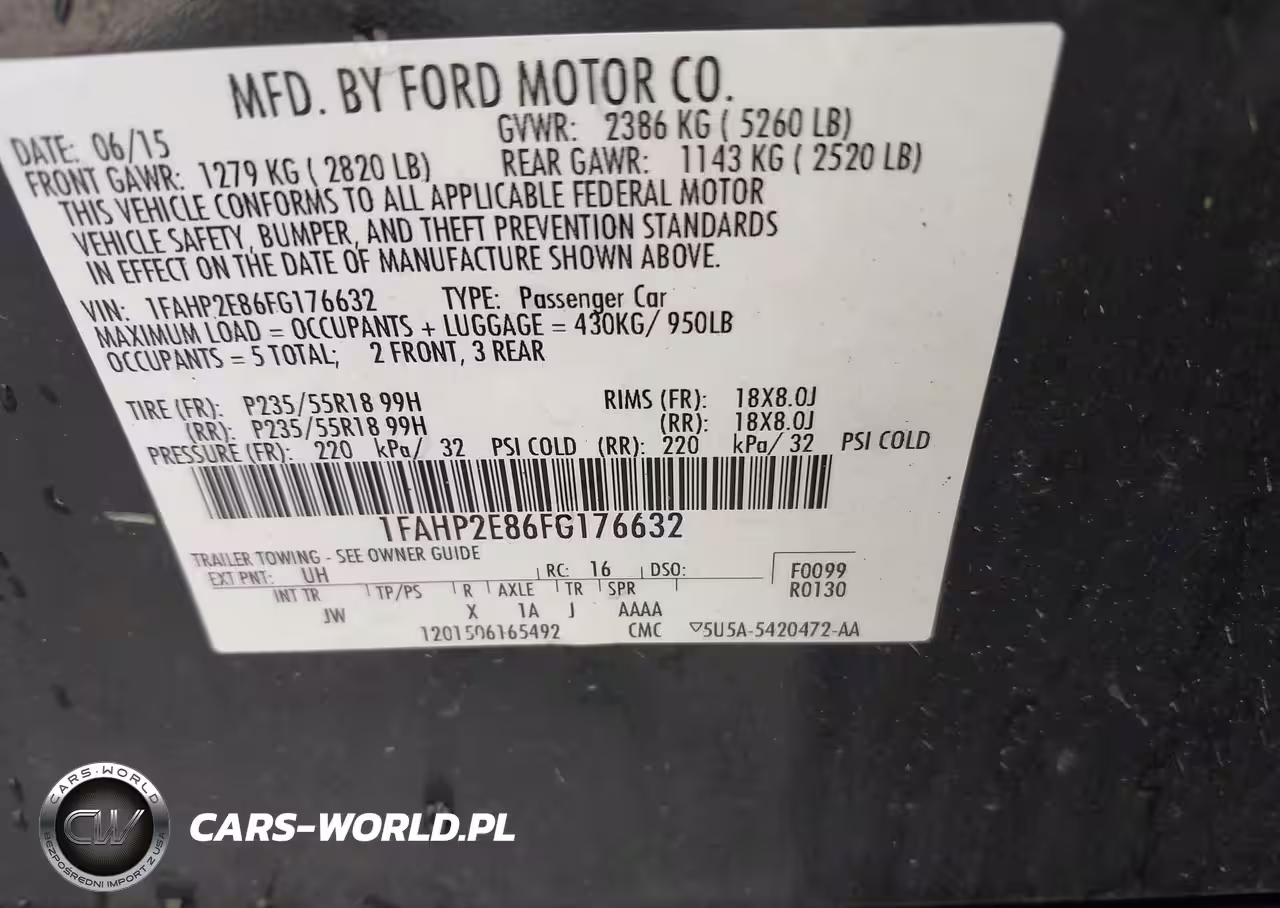 MFD. BY FORD MOTOR CO.
DATE: 06/15 GVWR: 2386 KG ( 5260 LB)
FRONT GAWR: 1279 KG ( 2820 LB) REAR GAWR: 1143 KG ( 2520 LB)
THIS VEHICLE CONFORMS TO ALL APPLICABLE FEDERAL MOTOR
VEHICLE SAFETY, BUMPER, AND THEFT PREVENTION STANDARDS
IN EFFECT ON THE DATE OF MANUFACTURE SHOWN ABOVE.
VIN: 1FAHP2E86FG176632 TYPE: Passenger Car
MAXIMUM LOAD = OCCUPANTS + LUGGAGE = 430KG/ 950LB
OCCUPANTS = 5 TOTAL; 2 FRONT, 3 REAR
TIRE (FR): P235/55R18 99H RIMS (FR): 18X8.0J
(RR): P235/55R18 99H (RR): 18X8.0J
PRESSURE (FR): 220 kPa/ 32 PSI COLD (RR): 220 kPa/ 32 PSI COLD
1FAHP2E86FG176632
TRAILER TOWING - SEE OWNER GUIDE
EXT PNT: UH RC: 16 DSO: F0099
INT TR TP/PS R AXLE TR SPR R0130
JW X 1A J AAAA
1201506165492 CMC ▽5U5A-5420472-AA
CARS-WORLD
CW
BEZPOŚREDNI IMPORT Z USA
CARS-WORLD.PL